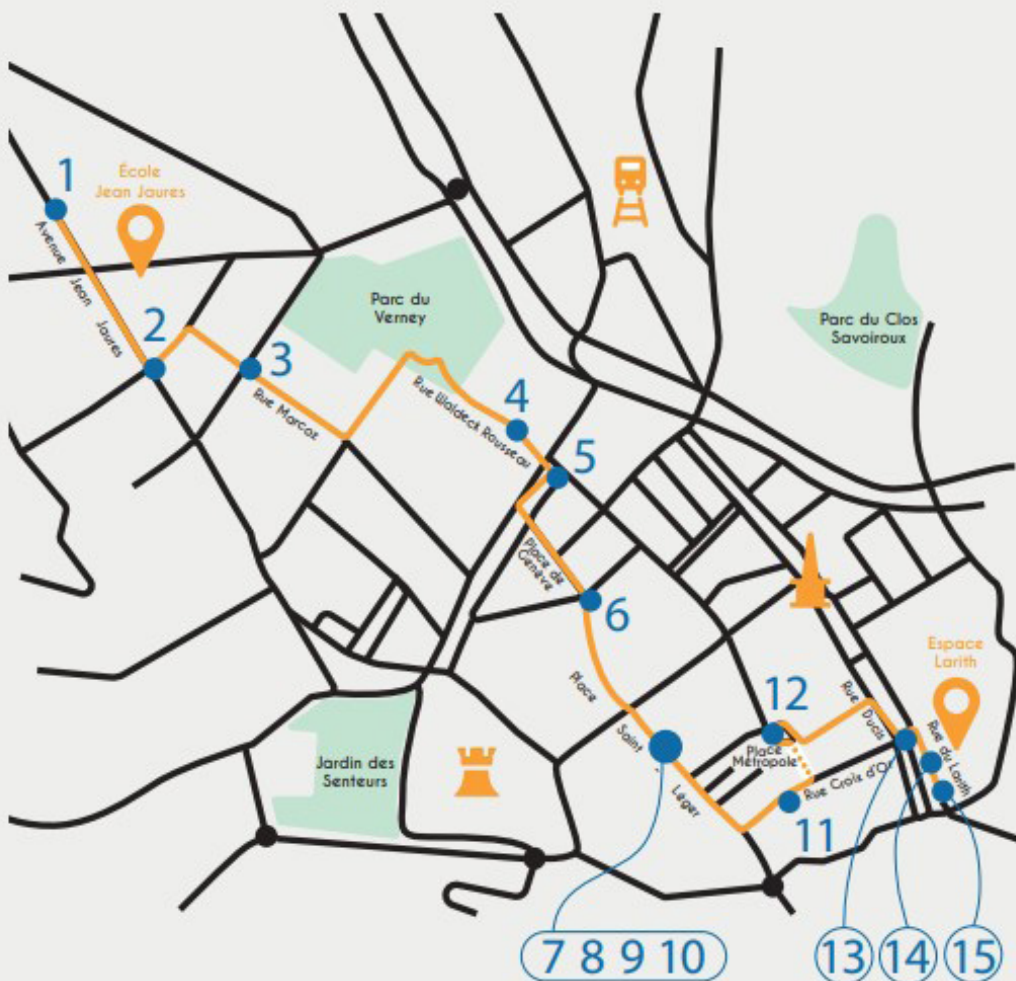 1
École
Jean Jaures
Avenue Jean Jaures
2
3
Rue Marcoz
Parc du
Verney
Rue Waldeck Rousseau
4
5
Parc du Clos
Savoiroux
Place de
Genève
6
Place Saint Léger
Jardin des
Senteurs
12
Place
Métropole
Rue Ducis
Espace
Larith
Rue du Larith
Rue Croix d'Or
11
7 8 9 10
13
14
15